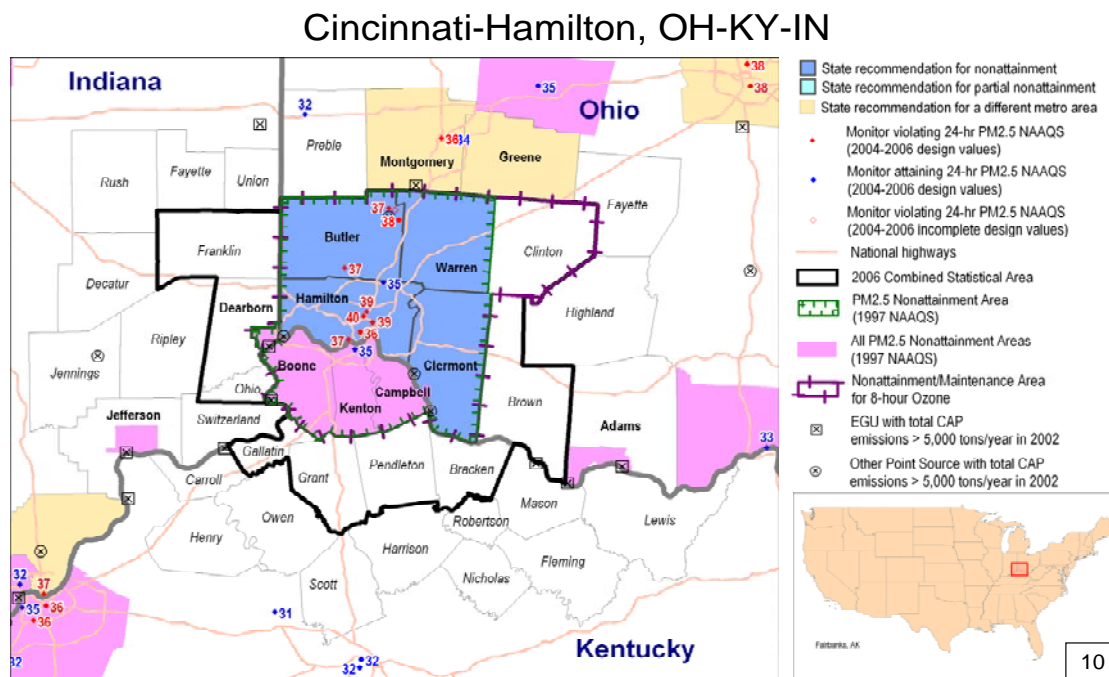 Cincinnati-Hamilton, OH-KY-IN
Indiana
Ohio
Kentucky
32
35
38
38
Preble
36
34
Montgomery
Greene
Rush
Fayette
Union
Fayette
37
38
Butler
Warren
Clinton
Franklin
Decatur
37
35
Dearborn
Hamilton
39
40
39
36
37
35
Highland
Ripley
Jennings
Boone
Clermont
Ohio
Campbell
Kenton
Brown
Jefferson
Switzerland
Adams
33
Gallatin
Pendleton
Bracken
Grant
Carroll
Mason
Owen
Lewis
Henry
Robertson
Harrison
Fleming
Nicholas
Scott
32
37
35
36
36
31
32
32
32
State recommendation for nonattainment
State recommendation for partial nonattainment
State recommendation for a different metro area
Monitor violating 24-hr PM2.5 NAAQS
(2004-2006 design values)
Monitor attaining 24-hr PM2.5 NAAQS
(2004-2006 design values)
Monitor violating 24-hr PM2.5 NAAQS
(2004-2006 incomplete design values)
National highways
2006 Combined Statistical Area
PM2.5 Nonattainment Area
(1997 NAAQS)
All PM2.5 Nonattainment Areas
(1997 NAAQS)
Nonattainment/Maintenance Area
for 8-hour Ozone
EGU with total CAP
emissions > 5,000 tons/year in 2002
Other Point Source with total CAP
emissions > 5,000 tons/year in 2002
Fairbanks, AK
10